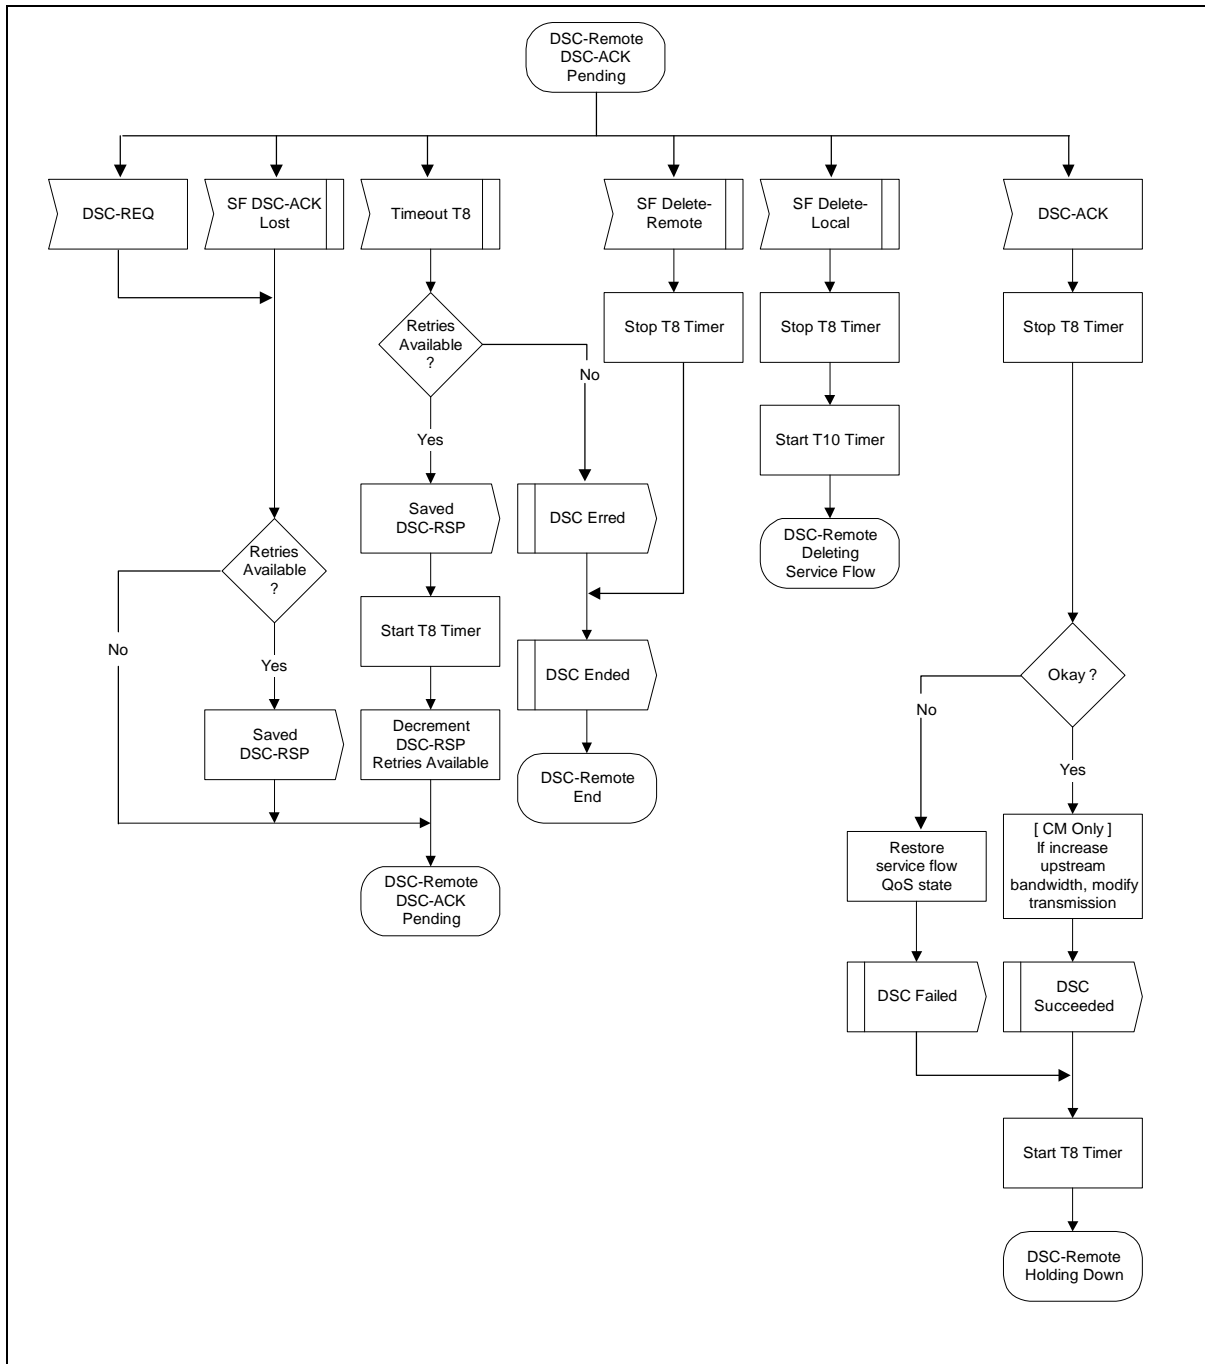 DSC-Remote
DSC-ACK
Pending
DSC-REQ
SF DSC-ACK
Lost
Timeout T8
SF Delete-
Remote
SF Delete-
Local
DSC-ACK
Retries
Available
?
Stop T8 Timer
Stop T8 Timer
Stop T8 Timer
No
Yes
Start T10 Timer
Saved
DSC-RSP
DSC Erred
DSC-Remote
Deleting
Service Flow
Retries
Available
?
Start T8 Timer
No
Yes
DSC Ended
Okay ?
No
Saved
DSC-RSP
Decrement
DSC-RSP
Retries Available
DSC-Remote
End
Yes
DSC-Remote
DSC-ACK
Pending
Restore
service flow
QoS state
[ CM Only ]
If increase
upstream
bandwidth, modify
transmission
DSC Failed
DSC
Succeeded
Start T8 Timer
DSC-Remote
Holding Down